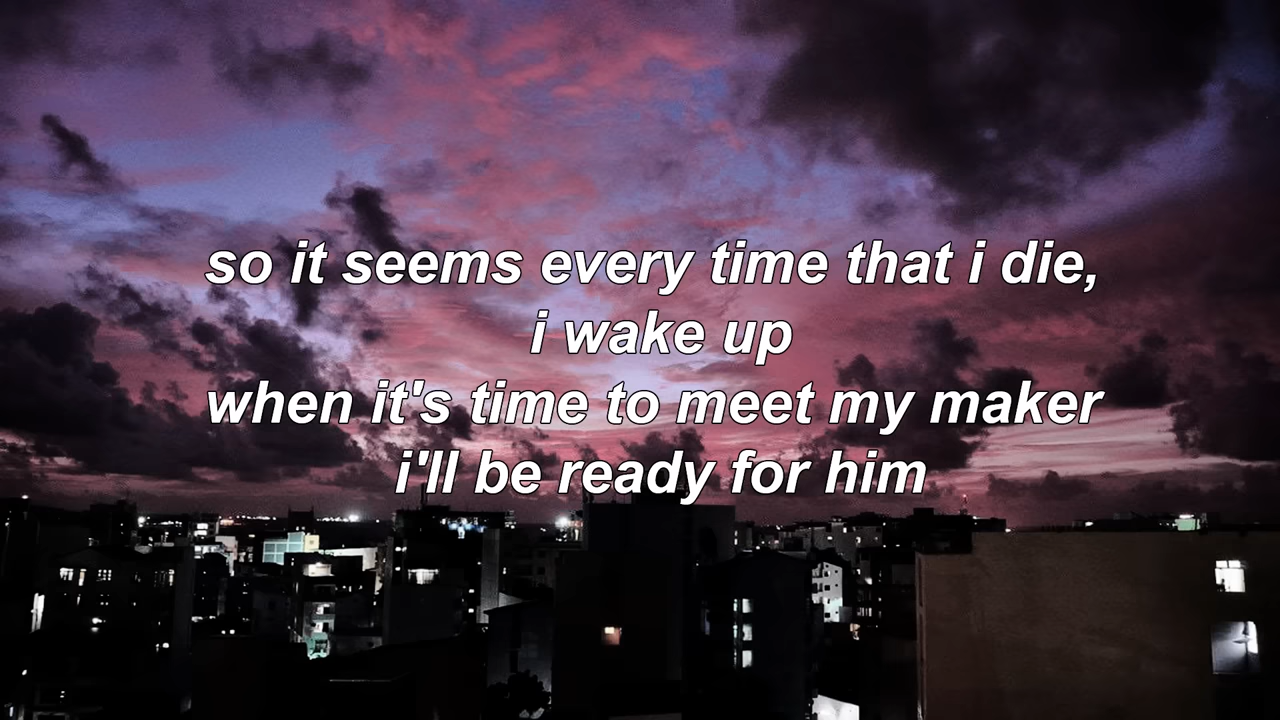 so it seems every time that i die,
i wake up
when it's time to meet my maker
i'll be ready for him